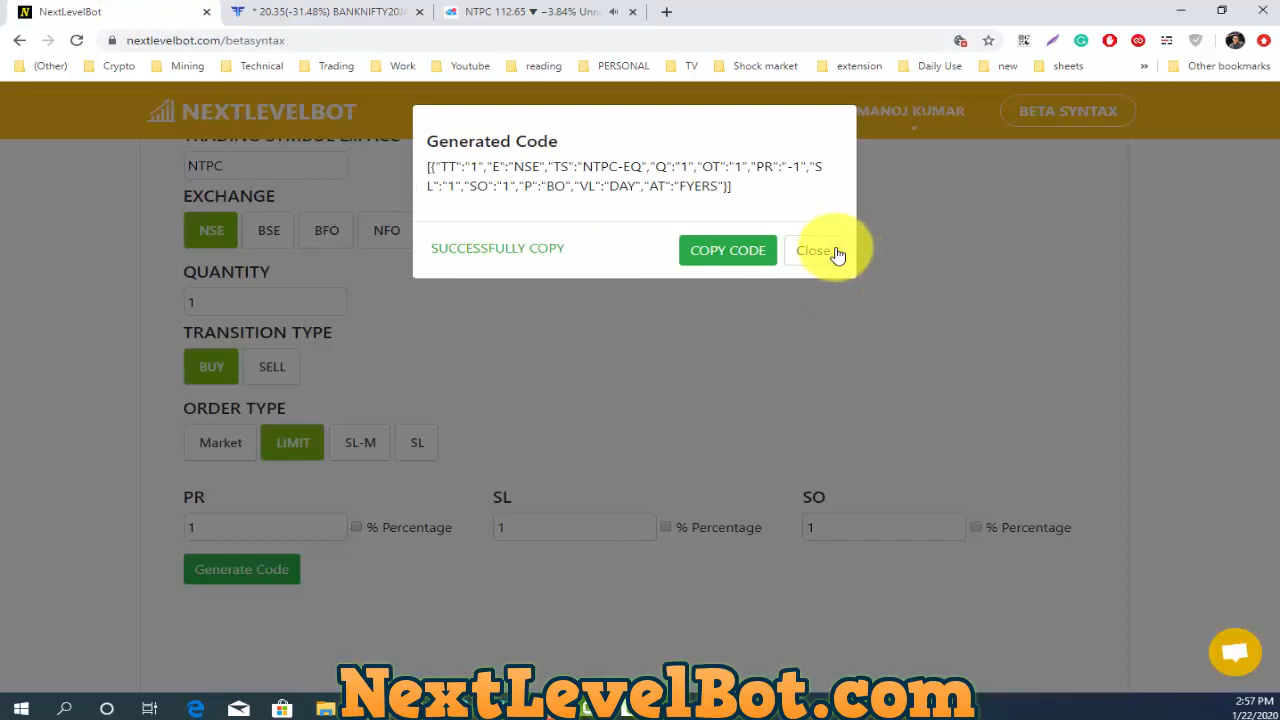 NextLevelBot
* 20.35(-31.48%) BANKNIFTY20JA
NTPC 112.65 ▼ −3.84% Unna
nextlevelbot.com/betasyntax
(Other)
Crypto
Mining
Technical
Trading
Work
Youtube
reading
PERSONAL
TV
Shock market
extension
Daily Use
new
sheets
»
Other bookmarks
NEXTLEVELBOT
MANOJ KUMAR
BETA SYNTAX
NTPC
Generated Code
[{"TT":"1","E":"NSE","TS":"NTPC-EQ","Q":"1","OT":"1","PR":"-1","S
L":"1","SO":"1","P":"BO","VL":"DAY","AT":"FYERS"}]
SUCCESSFULLY COPY
COPY CODE
Close
EXCHANGE
NSE
BSE
BFO
NFO
QUANTITY
1
TRANSITION TYPE
BUY
SELL
ORDER TYPE
Market
LIMIT
SL-M
SL
PR
SL
SO
1
% Percentage
1
% Percentage
1
% Percentage
Generate Code
NextLevelBot.com
2:57 PM
1/22/2020